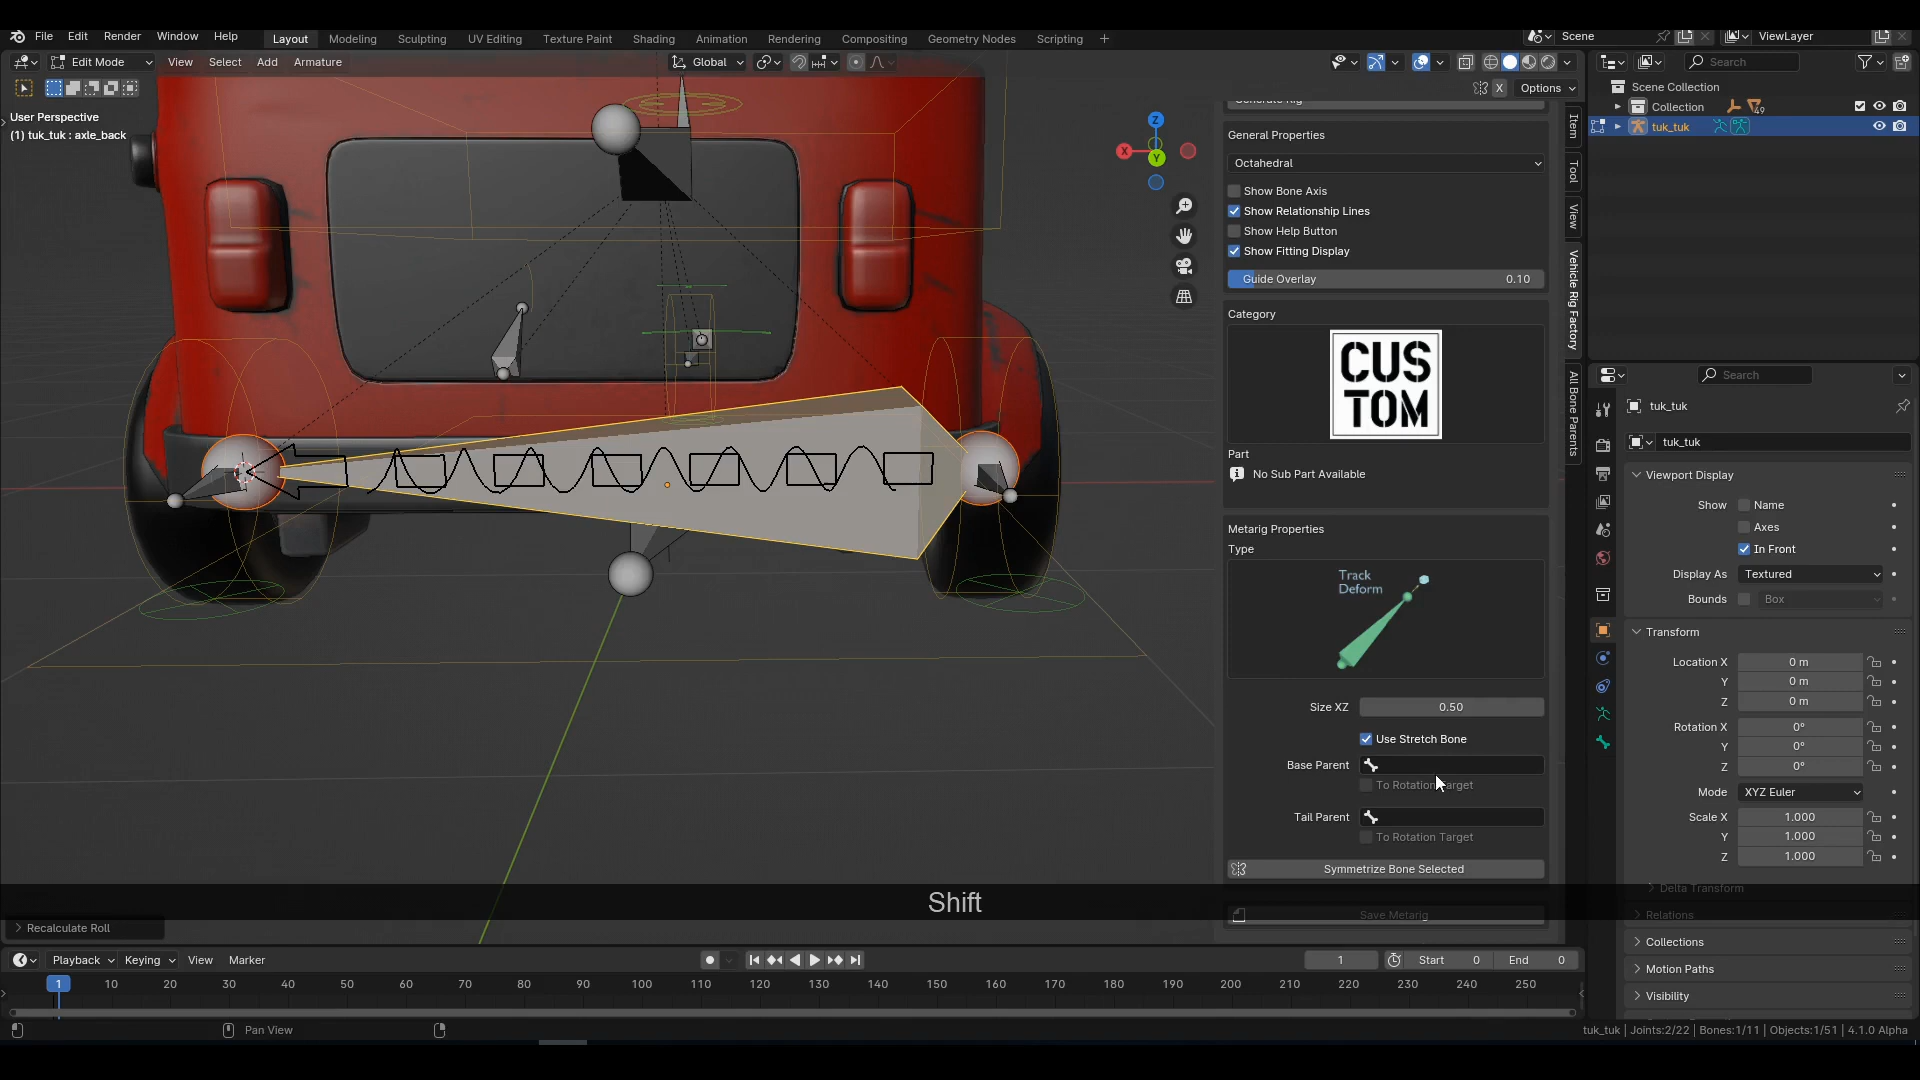 File Edit Render Window Help Layout Modeling Sculpting UV Editing Texture Paint Shading Animation Rendering Compositing Geometry Nodes Scripting + Scene ViewLayer
Edit Mode View Select Add Armature Global Search
X Options
User Perspective
(1) tuk_tuk : axle_back
Z
X
Y
Generate Rig
General Properties
Octahedral
Show Bone Axis
Show Relationship Lines
Show Help Button
Show Fitting Display
Guide Overlay 0.10
Category
CUS
TOM
Part
No Sub Part Available
Metarig Properties
Type
Track
Deform
Size XZ 0.50
Use Stretch Bone
Base Parent
To Rotation Target
Tail Parent
To Rotation Target
Symmetrize Bone Selected
Save Metarig
Item
Tool
View
Vehicle Rig Factory
All Bone Parents
Scene Collection
Collection 49
tuk_tuk
Search
tuk_tuk
tuk_tuk
Viewport Display
Show Name
Axes
In Front
Display As Textured
Bounds Box
Transform
Location X 0 m
Y 0 m
Z 0 m
Rotation X 0°
Y 0°
Z 0°
Mode XYZ Euler
Scale X 1.000
Y 1.000
Z 1.000
Delta Transform
Relations
Collections
Motion Paths
Visibility
Shift
Recalculate Roll
Playback Keying View Marker 1 Start 0 End 0
1 10 20 30 40 50 60 70 80 90 100 110 120 130 140 150 160 170 180 190 200 210 220 230 240 250
Pan View
tuk_tuk | Joints:2/22 | Bones:1/11 | Objects:1/51 | 4.1.0 Alpha